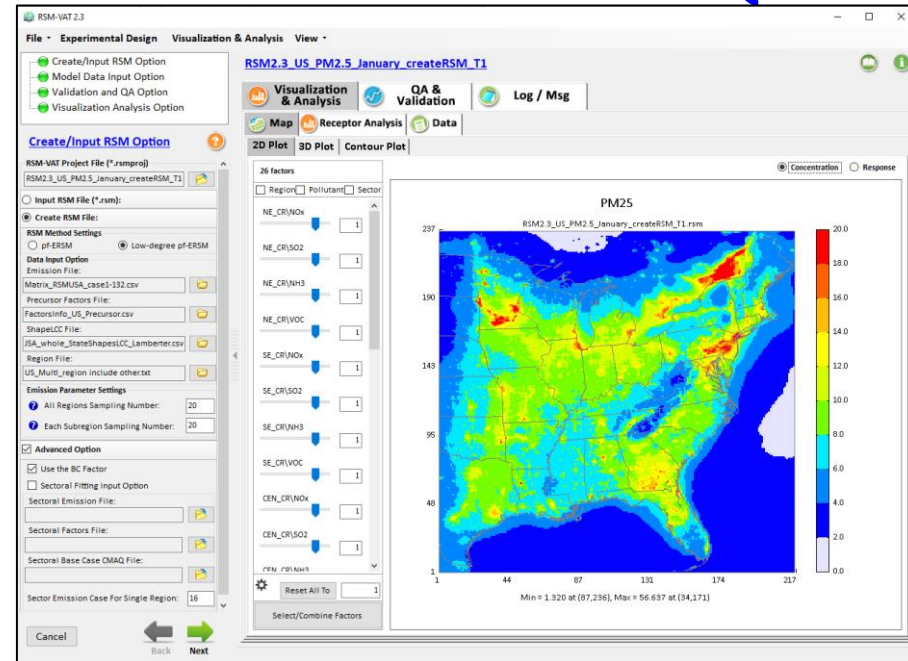 RSM-VAT 2.3
File Experimental Design Visualization & Analysis View
Create/Input RSM Option
Model Data Input Option
Validation and QA Option
Visualization Analysis Option
Create/Input RSM Option
RSM-VAT Project File (*.rsmproj)
RSM2.3_US_PM2.5_January_createRSM_T1
Input RSM File (*.rsm):
Create RSM File:
RSM Method Settings
pf-ERSM Low-degree pf-ERSM
Data Input Option
Emission File:
Matrix_RSMUSA_case1-132.csv
Precursor Factors File:
FactorsInfo_US_Precursor.csv
ShapeLCC File:
JSA_whole_StateShapesLCC_Lamberter.csv
Region File:
US_Multi_region include other.txt
Emission Parameter Settings
All Regions Sampling Number: 20
Each Subregion Sampling Number: 20
Advanced Option
Use the BC Factor
Sectoral Fitting Input Option
Sectoral Emission File:
Sectoral Factors File:
Sectoral Base Case CMAQ File:
Sector Emission Case For Single Region: 16
Cancel Back Next
RSM2.3_US_PM2.5_January_createRSM_T1
Visualization & Analysis QA & Validation Log / Msg
Map Receptor Analysis Data
2D Plot 3D Plot Contour Plot
26 factors
Region Pollutant Sector
NE_CR\NOx
1
NE_CR\SO2
1
NE_CR\NH3
1
NE_CR\VOC
1
SE_CR\NOx
1
SE_CR\SO2
1
SE_CR\NH3
1
SE_CR\VOC
1
CEN_CR\NOx
1
CEN_CR\SO2
1
CEN_CR\NH3
Reset All To 1
Select/Combine Factors
Concentration Response
PM25
RSM2.3_US_PM2.5_January_createRSM_T1.rsm
237
190
143
95
48
1
1 44 87 131 174 217
20.0
18.0
16.0
14.0
12.0
10.0
8.0
6.0
4.0
2.0
0.0
Min = 1.320 at (87,236), Max = 56.637 at (34,171)